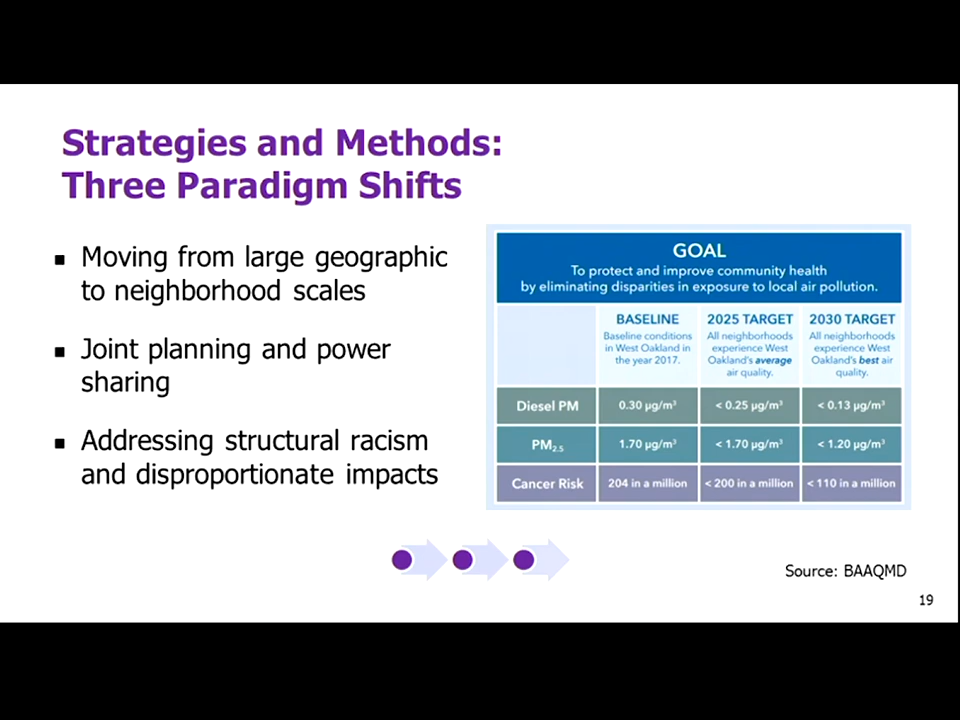 Strategies and Methods:
Three Paradigm Shifts
▪ Moving from large geographic
to neighborhood scales
▪ Joint planning and power
sharing
▪ Addressing structural racism
and disproportionate impacts
GOAL
To protect and improve community health
by eliminating disparities in exposure to local air pollution.
BASELINE
Baseline conditions
in West Oakland in
the year 2017.
2025 TARGET
All neighborhoods
experience West
Oakland's average
air quality.
2030 TARGET
All neighborhoods
experience West
Oakland's best air
quality.
Diesel PM 0.30 µg/m³ < 0.25 µg/m³ < 0.13 µg/m³
PM₂.₅ 1.70 µg/m³ < 1.70 µg/m³ < 1.20 µg/m³
Cancer Risk 204 in a million < 200 in a million < 110 in a million
Source: BAAQMD
19